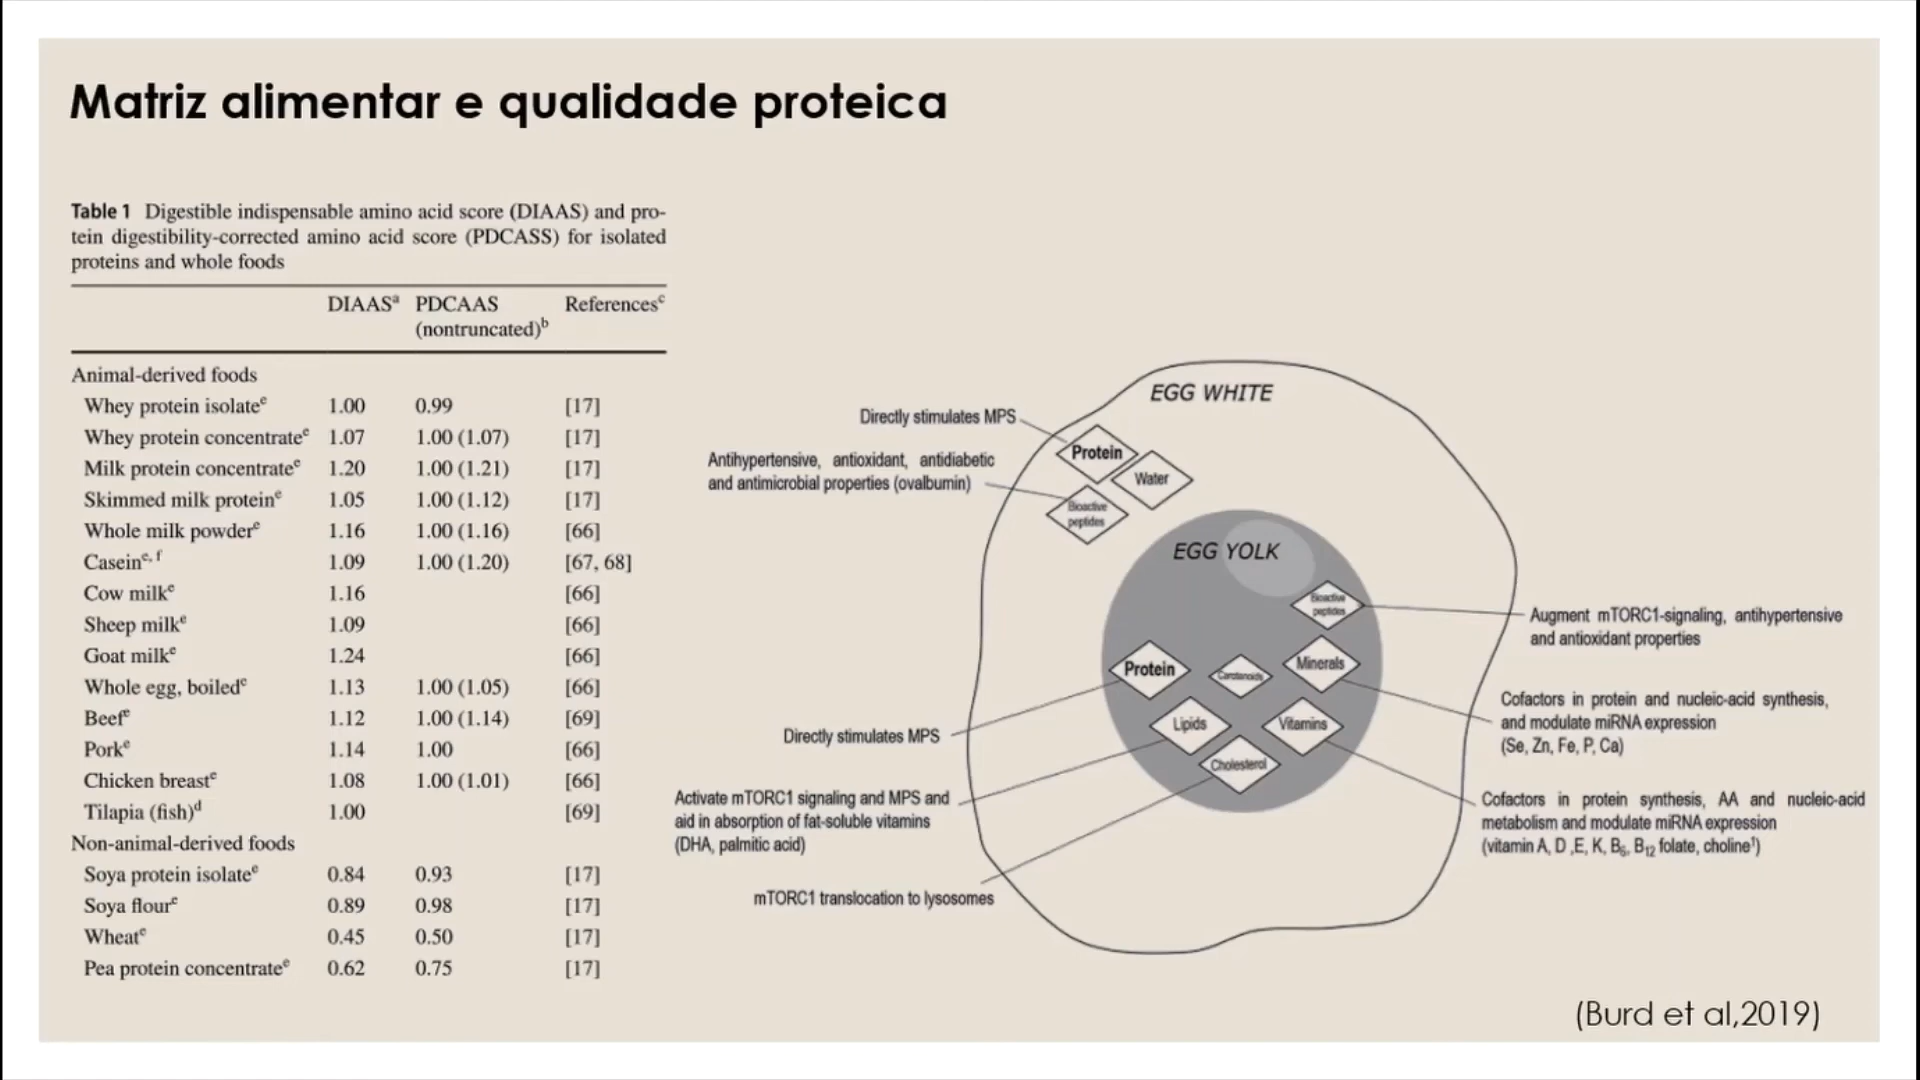 Matriz alimentar e qualidade proteica
Table 1 Digestible indispensable amino acid score (DIAAS) and pro-
tein digestibility-corrected amino acid score (PDCASS) for isolated
proteins and whole foods
DIAASa PDCAAS (nontruncated)b Referencesc
Animal-derived foods
Whey protein isolatee 1.00 0.99 [17]
Whey protein concentratee 1.07 1.00 (1.07) [17]
Milk protein concentratee 1.20 1.00 (1.21) [17]
Skimmed milk proteine 1.05 1.00 (1.12) [17]
Whole milk powdere 1.16 1.00 (1.16) [66]
Caseine, f 1.09 1.00 (1.20) [67, 68]
Cow milke 1.16 [66]
Sheep milke 1.09 [66]
Goat milke 1.24 [66]
Whole egg, boilede 1.13 1.00 (1.05) [66]
Beefe 1.12 1.00 (1.14) [69]
Porke 1.14 1.00 [66]
Chicken breaste 1.08 1.00 (1.01) [66]
Tilapia (fish)d 1.00 [69]
Non-animal-derived foods
Soya protein isolatee 0.84 0.93 [17]
Soya floure 0.89 0.98 [17]
Wheate 0.45 0.50 [17]
Pea protein concentratee 0.62 0.75 [17]
EGG WHITE
Directly stimulates MPS
Protein
Water
Antihypertensive, antioxidant, antidiabetic
and antimicrobial properties (ovalbumin)
Bioactive
peptides
EGG YOLK
Bioactive
peptides
Augment mTORC1-signaling, antihypertensive
and antioxidant properties
Protein
Carotenoids
Minerals
Lipids
Vitamins
Cholesterol
Cofactors in protein and nucleic-acid synthesis,
and modulate miRNA expression
(Se, Zn, Fe, P, Ca)
Directly stimulates MPS
Activate mTORC1 signaling and MPS and
aid in absorption of fat-soluble vitamins
(DHA, palmitic acid)
Cofactors in protein synthesis, AA and nucleic-acid
metabolism and modulate miRNA expression
(vitamin A, D ,E, K, B6, B12 folate, choline1)
mTORC1 translocation to lysosomes
(Burd et al,2019)